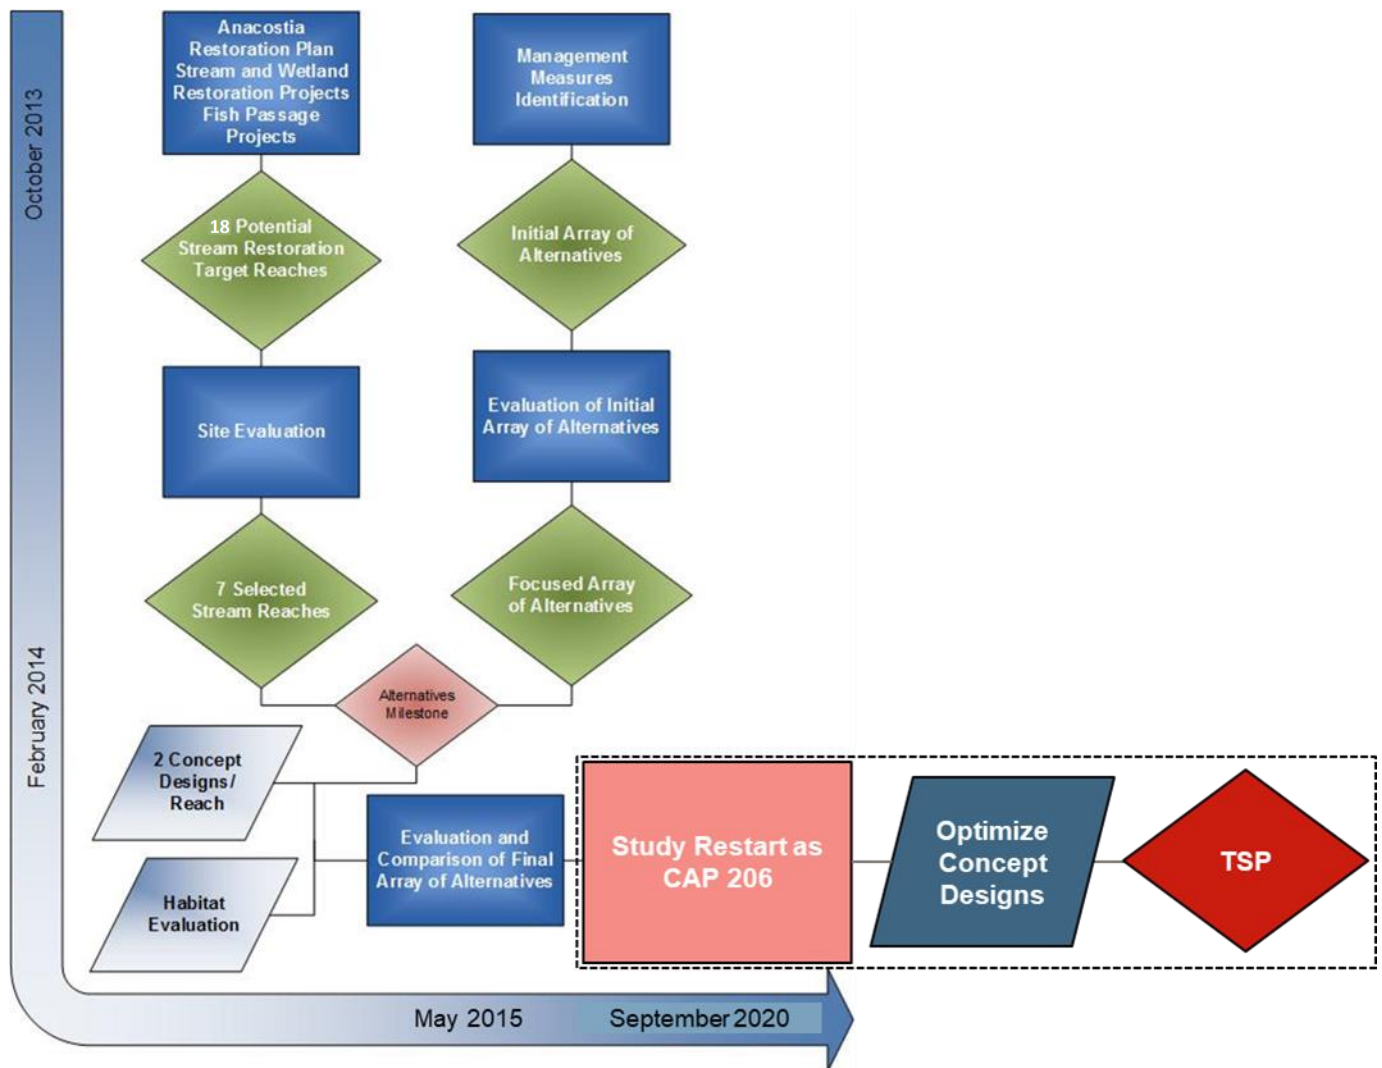 October 2013
Anacostia
Restoration Plan
Stream and Wetland
Restoration Projects
Fish Passage
Projects
Management
Measures
Identification
18 Potential
Stream Restoration
Target Reaches
Initial Array of
Alternatives
Site Evaluation
Evaluation of Initial
Array of Alternatives
7 Selected
Stream Reaches
Focused Array
of Alternatives
February 2014
Alternatives
Milestone
2 Concept
Designs/
Reach
Habitat
Evaluation
Evaluation and
Comparison of Final
Array of Alternatives
Study Restart as
CAP 206
Optimize
Concept
Designs
TSP
May 2015
September 2020